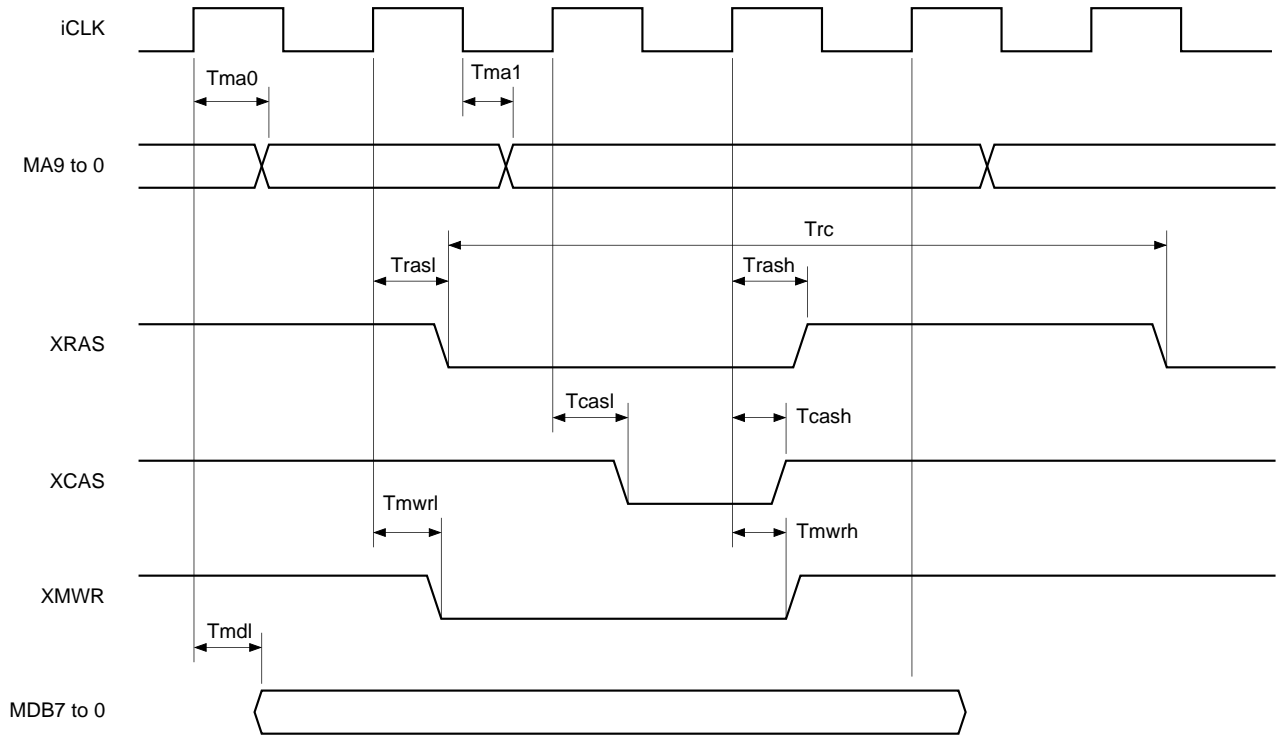 iCLK
Tma0
Tma1
MA9 to 0
Trc
Trasl
Trash
XRAS
Tcasl
Tcash
XCAS
Tmwrl
Tmwrh
XMWR
Tmdl
MDB7 to 0